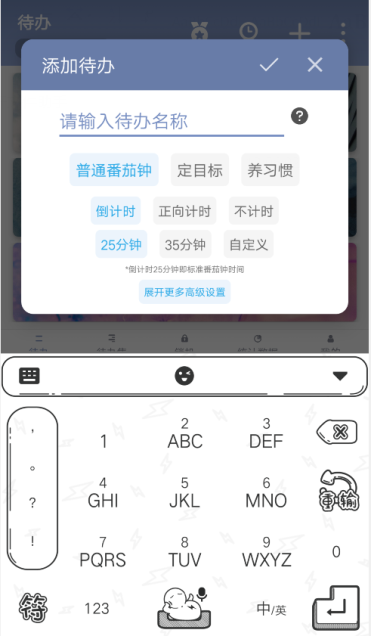 待办
添加待办
请输入待办名称
普通番茄钟 定目标 养习惯
倒计时 正向计时 不计时
25分钟 35分钟 自定义
*倒计时25分钟即标准番茄钟时间
展开更多高级设置
, 1 2 ABC 3 DEF
。 4 GHI 5 JKL 6 MNO 重输
?
! 7 PQRS 8 TUV 9 WXYZ 0
符 123 中/英